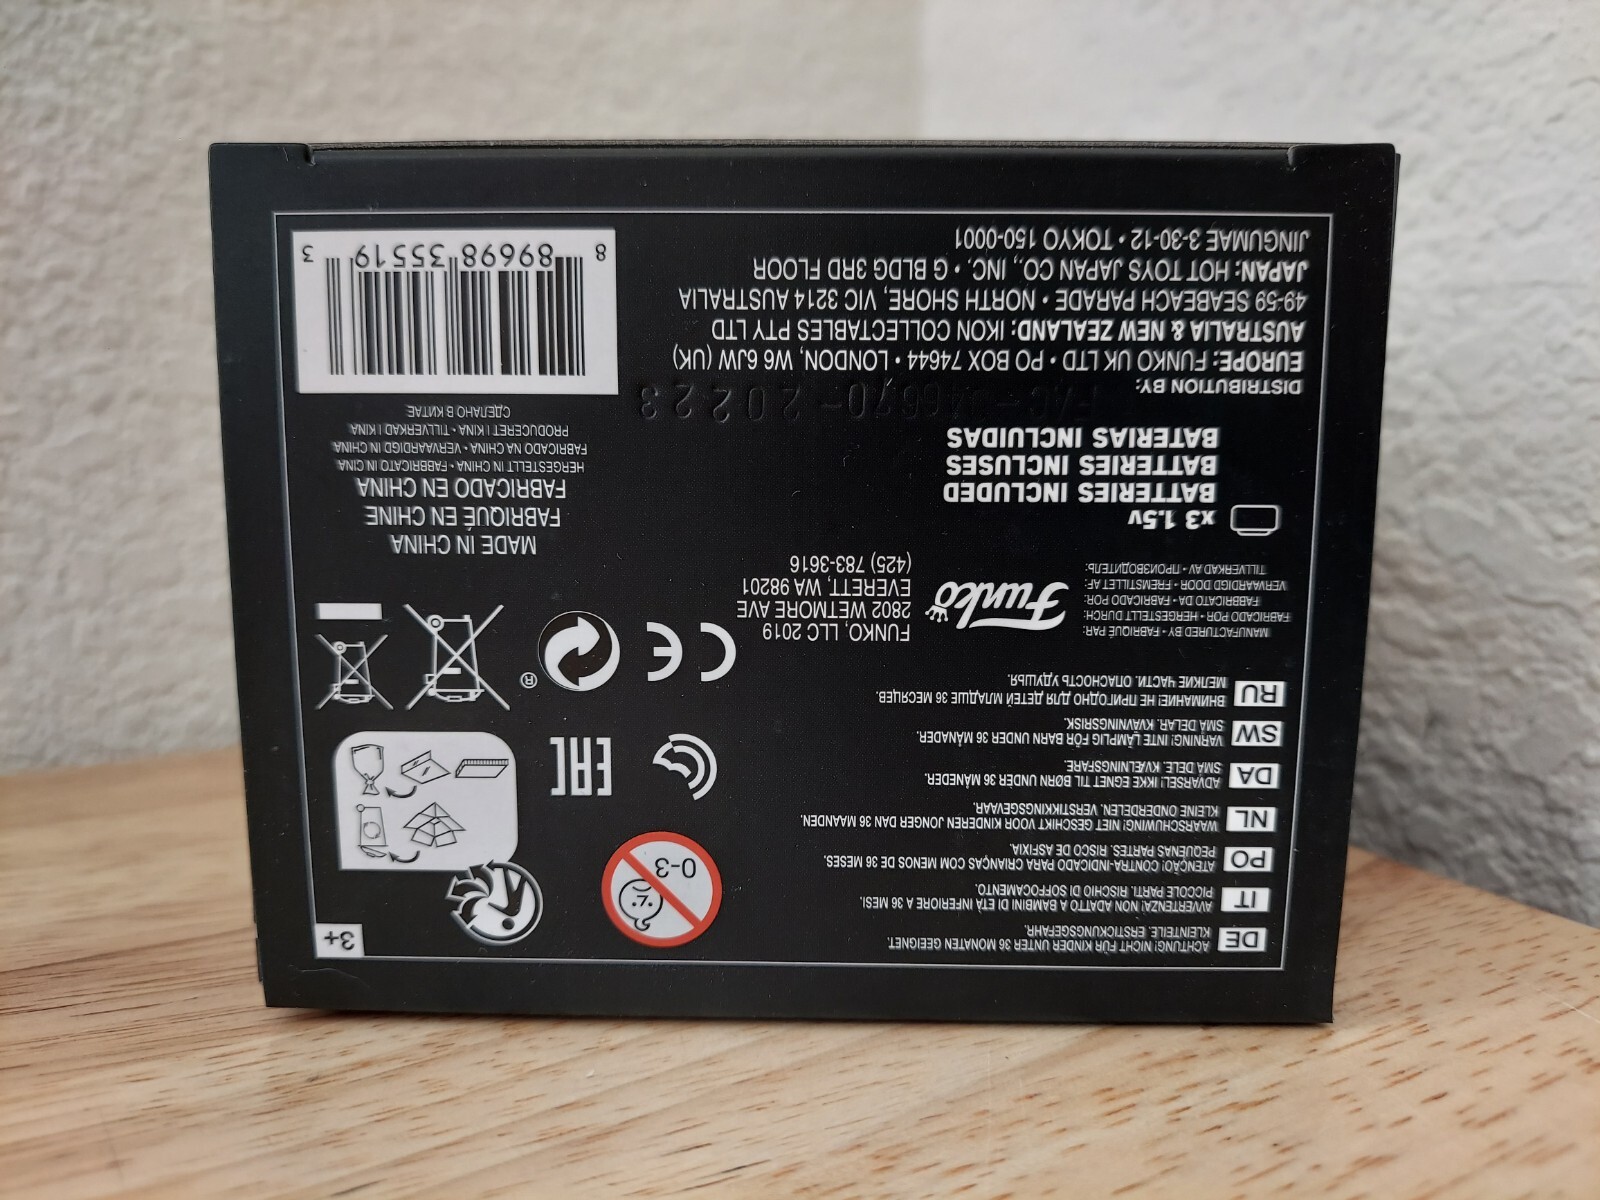 DE
ACHTUNG! NICHT FÜR KINDER UNTER 36 MONATEN GEEIGNET.
KLEINTEILE. ERSTICKUNGSGEFAHR.
IT
AVVERTENZA! NON ADATTO A BAMBINI DI ETÀ INFERIORE A 36 MESI.
PICCOLE PARTI. RISCHIO DI SOFFOCAMENTO.
PO
ATENÇÃO! CONTRA-INDICADO PARA CRIANÇAS COM MENOS DE 36 MESES.
PEQUENAS PARTES. RISCO DE ASFIXIA.
NL
WAARSCHUWING! NIET GESCHIKT VOOR KINDEREN JONGER DAN 36 MAANDEN.
KLEINE ONDERDELEN. VERSTIKKINGSGEVAAR.
DA
ADVARSEL! IKKE EGNET TIL BØRN UNDER 36 MÅNEDER.
SMÅ DELE. KVÆLNINGSFARE.
SW
VARNING! INTE LÄMPLIG FÖR BARN UNDER 36 MÅNADER.
SMÅ DELAR. KVÄVNINGSRISK.
RU
ВНИМАНИЕ! НЕ ПРИГОДНО ДЛЯ ДЕТЕЙ МЛАДШЕ 36 МЕСЯЦЕВ.
МЕЛКИЕ ЧАСТИ. ОПАСНОСТЬ УДУШЬЯ.
0-3
3+
EAC
CE
®
MANUFACTURED BY • FABRIQUÉ PAR:
FABRICADO POR • HERGESTELLT DURCH:
FABBRICATO DA • FABRICADO POR:
VERVAARDIGD DOOR • FREMSTILLET AF:
TILLVERKAD AV • ПРОИЗВОДИТЕЛЬ:
Funko
FUNKO, LLC 2019
2802 WETMORE AVE
EVERETT, WA 98201
(425) 783-3616
x3 1.5v
BATTERIES INCLUDED
BATTERIES INCLUSES
BATERIAS INCLUIDAS
MADE IN CHINA
FABRIQUÉ EN CHINE
FABRICADO EN CHINA
HERGESTELLT IN CHINA • FABBRICATO IN CINA
FABRICADO NA CHINA • VERVAARDIGD IN CHINA
PRODUCERET I KINA • TILLVERKAD I KINA
СДЕЛАНО В КИТАЕ
FAC-046670-20223
DISTRIBUTION BY:
EUROPE: FUNKO UK LTD • PO BOX 74644 • LONDON, W6 6JW (UK)
AUSTRALIA & NEW ZEALAND: IKON COLLECTABLES PTY LTD
49-59 SEABEACH PARADE • NORTH SHORE, VIC 3214 AUSTRALIA
JAPAN: HOT TOYS JAPAN CO., INC. • G BLDG 3RD FLOOR
JINGUMAE 3-30-12 • TOKYO 150-0001
8 89698 35519 3